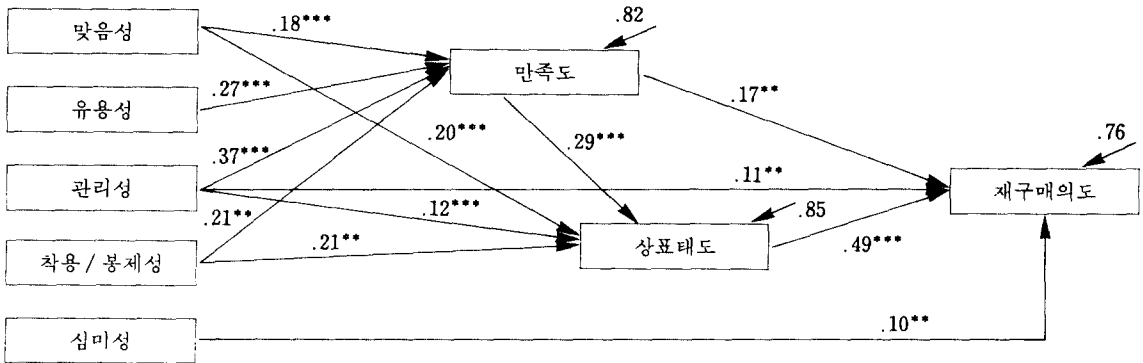 맞음성
.18***
.82
만족도
유용성
.27***
.17**
.20***
.29***
.76
.37***
관리성
.11**
재구매의도
.12***
.21**
.85
착용 / 봉제성
.21**
상표태도
.49***
심미성
.10**